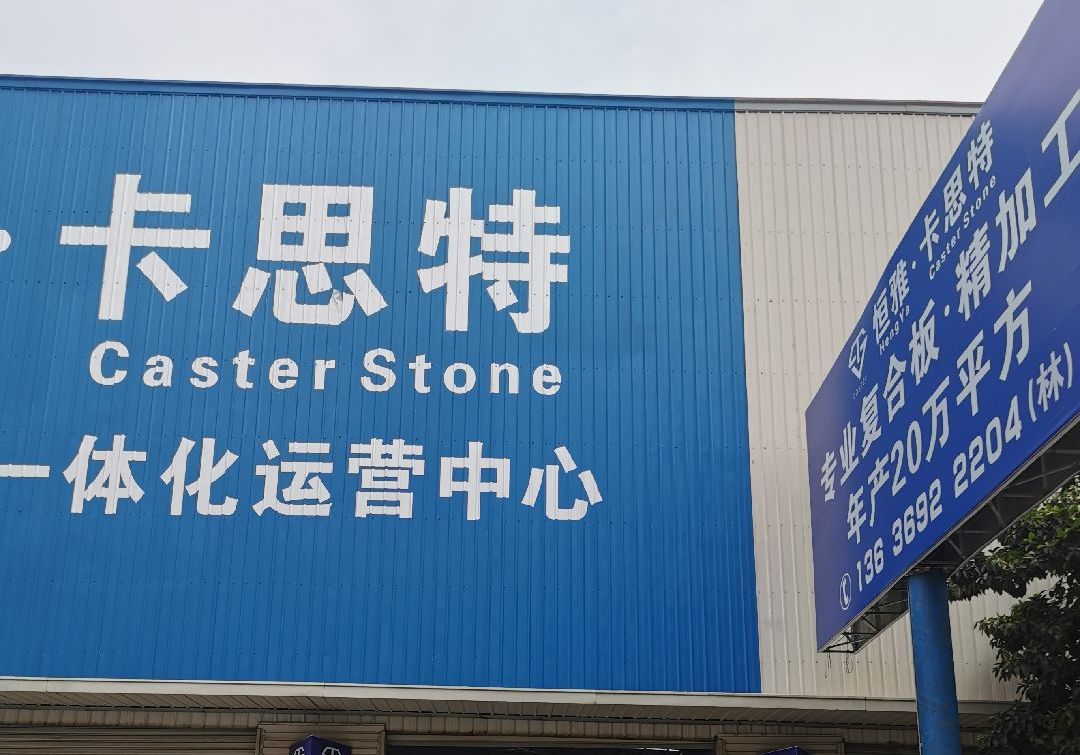 ·卡思特
Caster Stone
一体化运营中心
恒雅·卡思特
Heng Ya Caster Stone
专业复合板·精加工
年产20万平方
136 3692 2204(林)